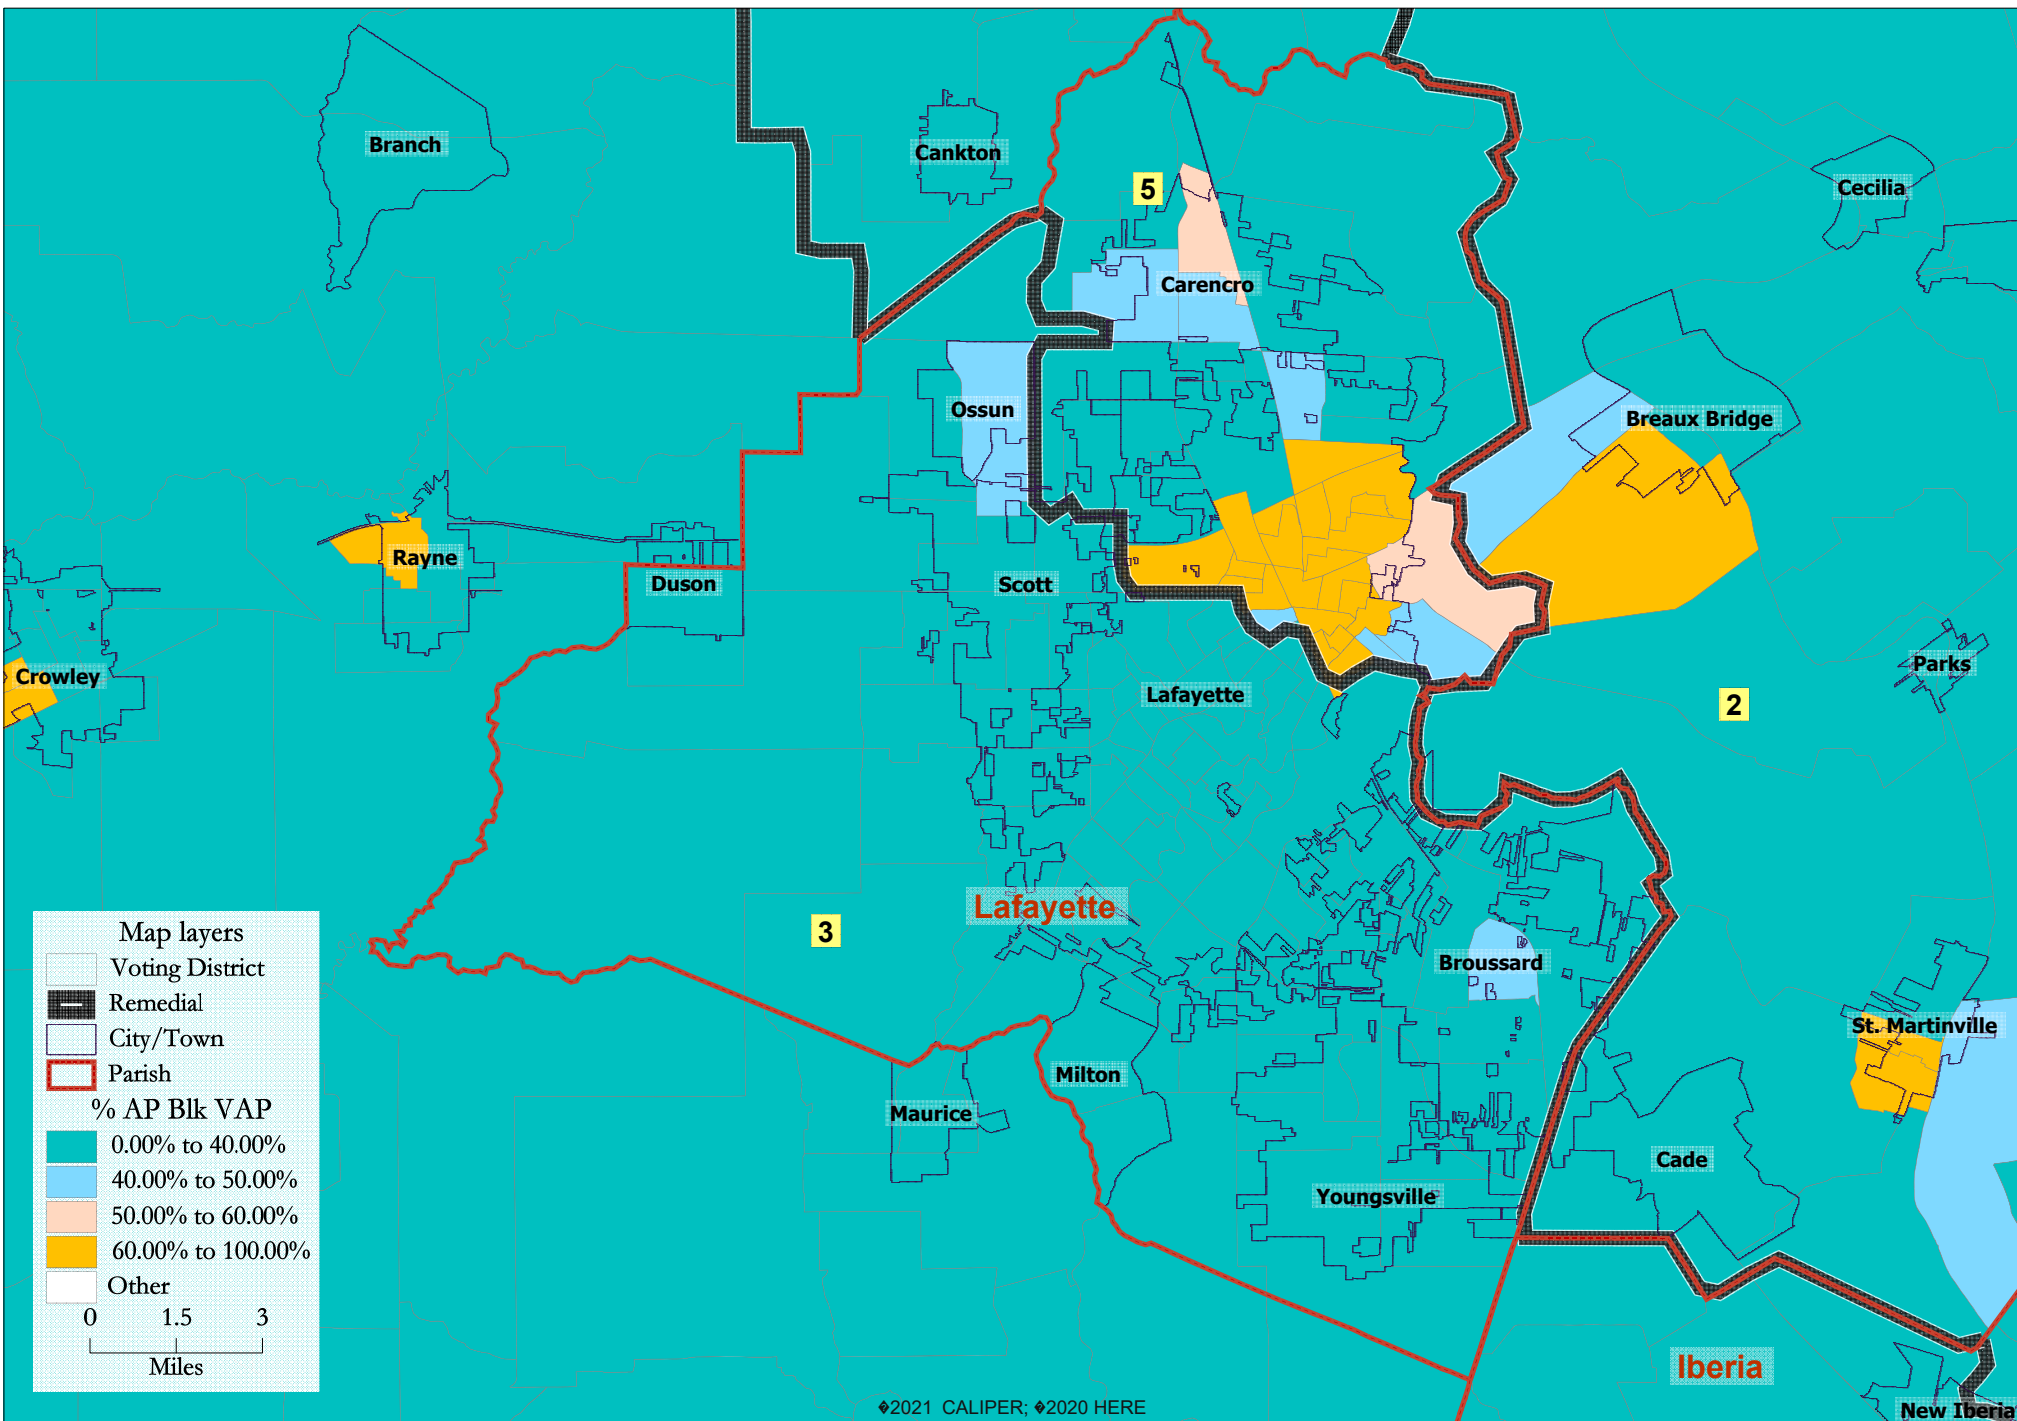 Branch
Cankton
5
Cecilia
Carencro
Ossun
Breaux Bridge
Rayne
Duson
Scott
Crowley
Parks
Lafayette
2
Lafayette
3
Broussard
St. Martinville
Milton
Maurice
Cade
Youngsville
Iberia
New Iberia
Map layers
Voting District
Remedial
City/Town
Parish
% AP Blk VAP
0.00% to 40.00%
40.00% to 50.00%
50.00% to 60.00%
60.00% to 100.00%
Other
0 1.5 3
Miles
�2021 CALIPER; �2020 HERE